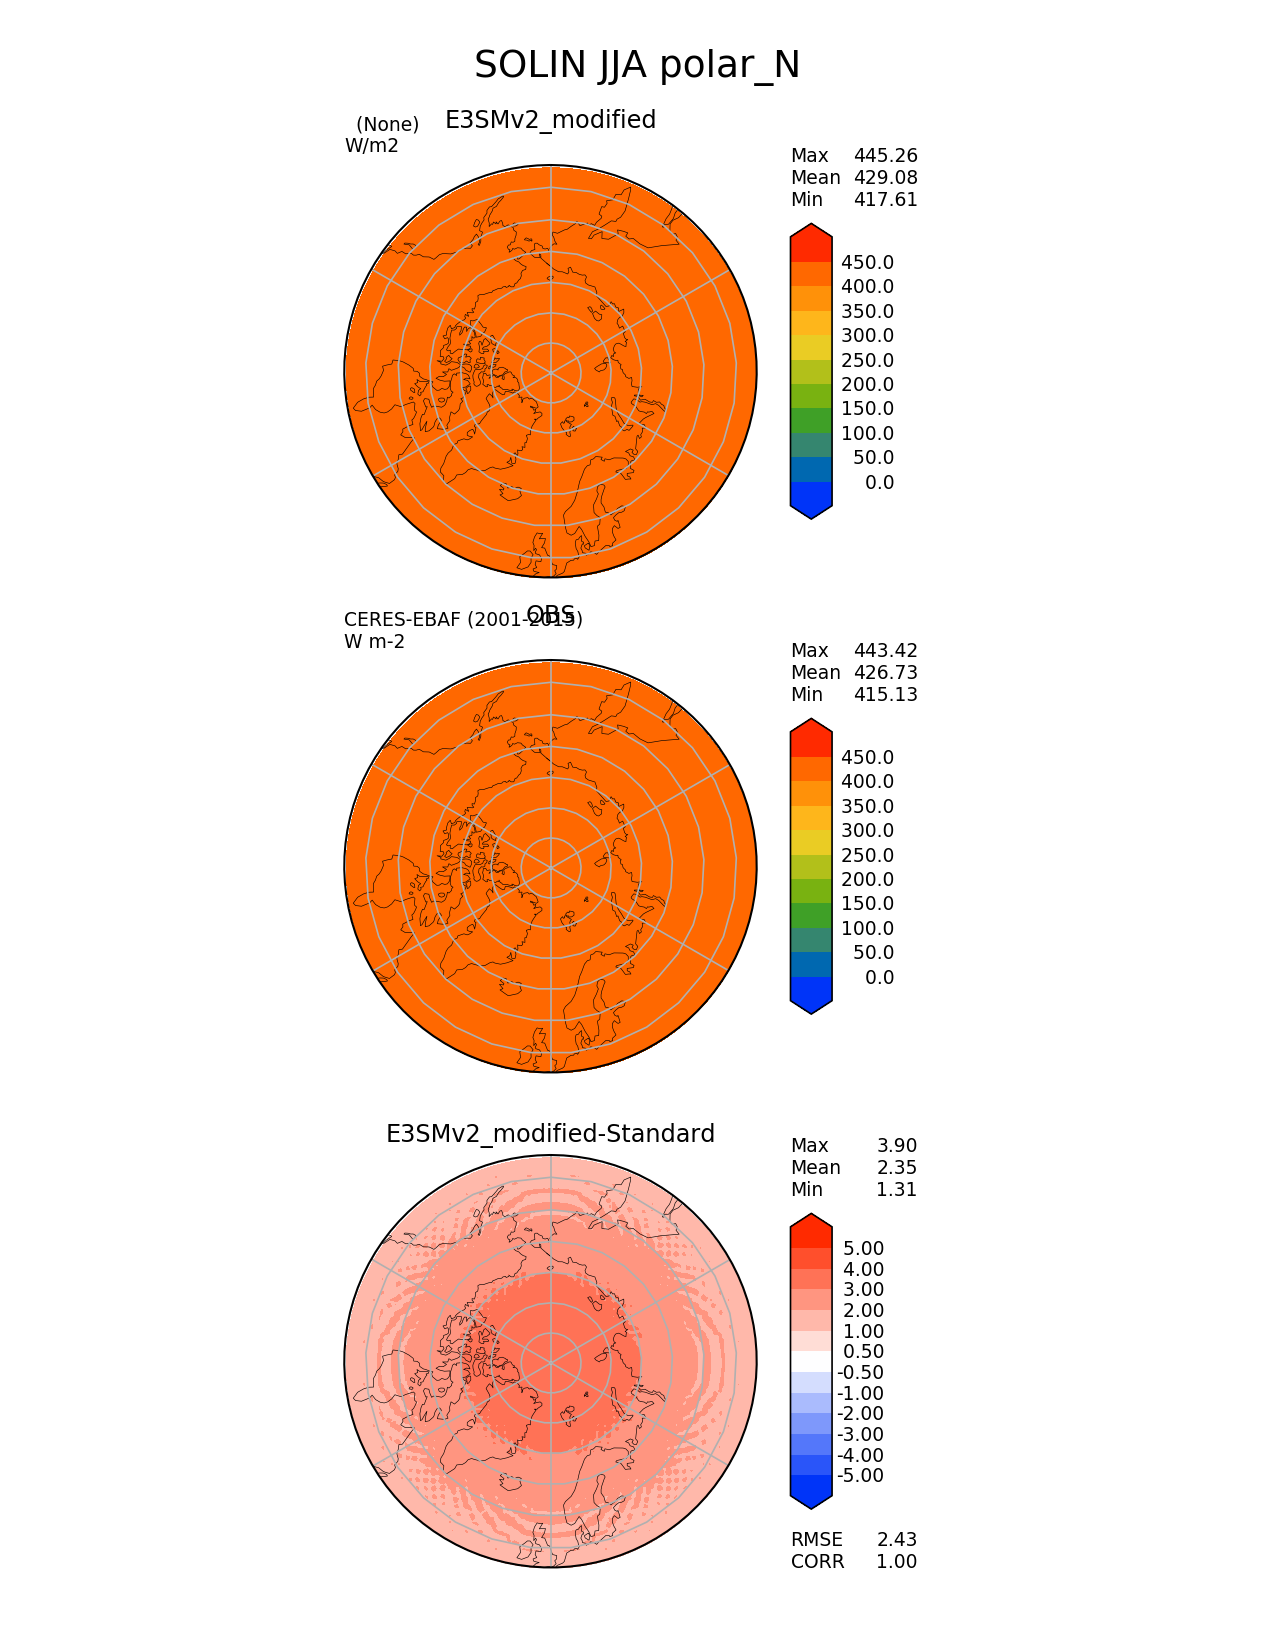 SOLIN JJA polar_N
(None)
E3SMv2_modified
W/m2
Max 445.26
Mean 429.08
Min 417.61
450.0
400.0
350.0
300.0
250.0
200.0
150.0
100.0
50.0
0.0
OBS
CERES-EBAF (2001-2015)
W m-2
Max 443.42
Mean 426.73
Min 415.13
450.0
400.0
350.0
300.0
250.0
200.0
150.0
100.0
50.0
0.0
E3SMv2_modified-Standard
Max 3.90
Mean 2.35
Min 1.31
5.00
4.00
3.00
2.00
1.00
0.50
-0.50
-1.00
-2.00
-3.00
-4.00
-5.00
RMSE 2.43
CORR 1.00